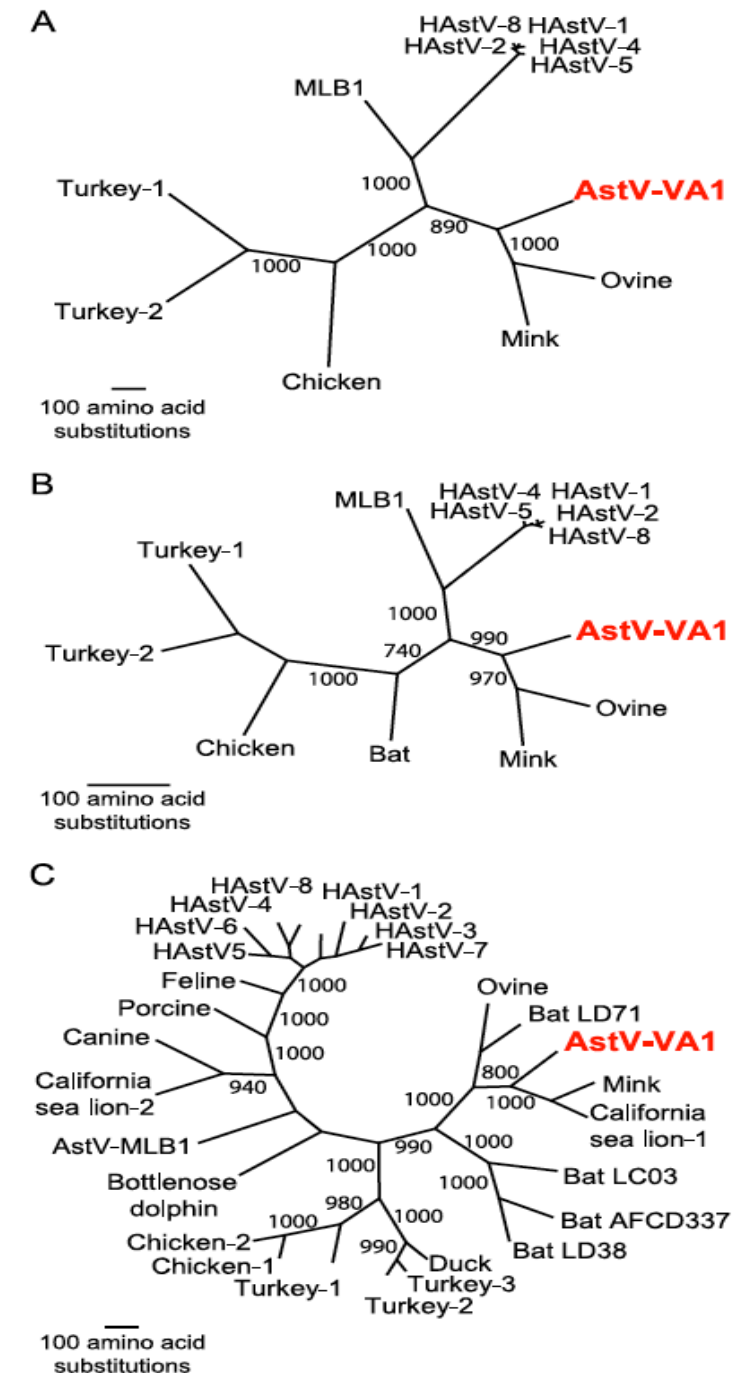 A
HAstV-8 HAstV-1
HAstV-2 HAstV-4
HAstV-5
MLB1
1000
Turkey-1
AstV-VA1
890
1000
1000
1000
Ovine
Turkey-2
Mink
Chicken
100 amino acid
substitutions
B
HAstV-4 HAstV-1
MLB1
HAstV-5 HAstV-2
HAstV-8
Turkey-1
1000
990
AstV-VA1
740
Turkey-2
1000
970
Ovine
Chicken
Bat
Mink
100 amino acid
substitutions
C
HAstV-8 HAstV-1
HAstV-4
HAstV-2
HAstV-6
HAstV-3
HAstV5
HAstV-7
Feline
1000
Ovine
Porcine
1000
Bat LD71
Canine
1000
AstV-VA1
California
sea lion-2
940
800
Mink
1000
1000
California
sea lion-1
AstV-MLB1
990
1000
1000
Bat LC03
Bottlenose
dolphin
1000
980
1000
Bat AFCD337
1000
Chicken-2
990
Bat LD38
Chicken-1
Duck
Turkey-1
Turkey-3
Turkey-2
100 amino acid
substitutions